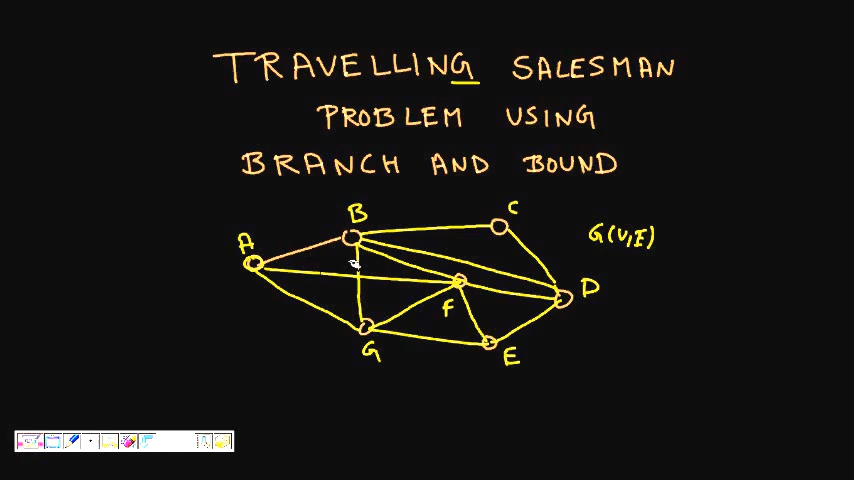 TRAVELLING SALESMAN
PROBLEM USING
BRANCH AND BOUND
B
C
G(V,E)
A
D
F
G
E